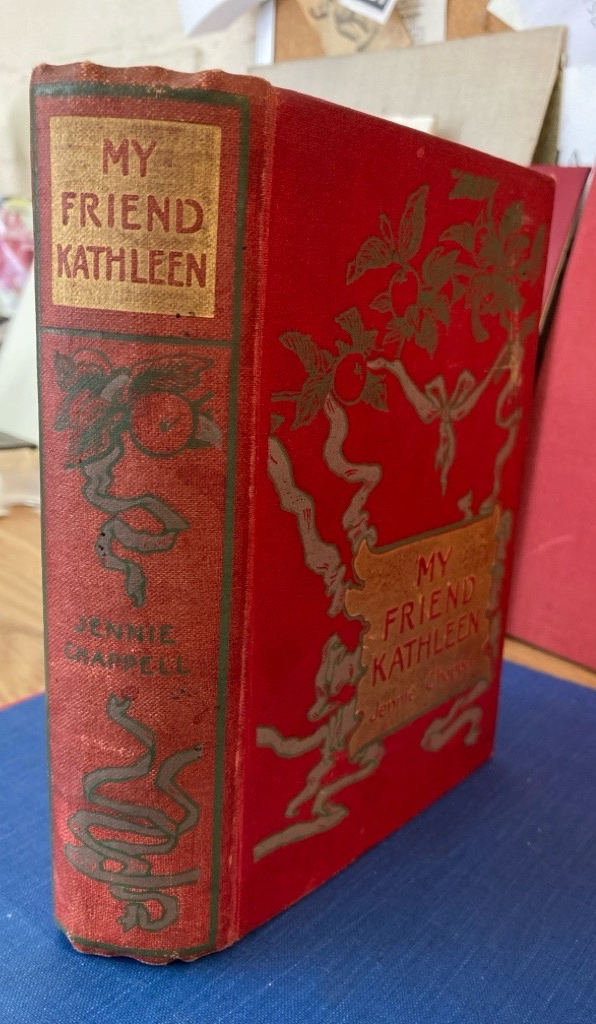 MY
FRIEND
KATHLEEN
JENNIE
CHAPPELL
MY
FRIEND
KATHLEEN
Jennie Chappell